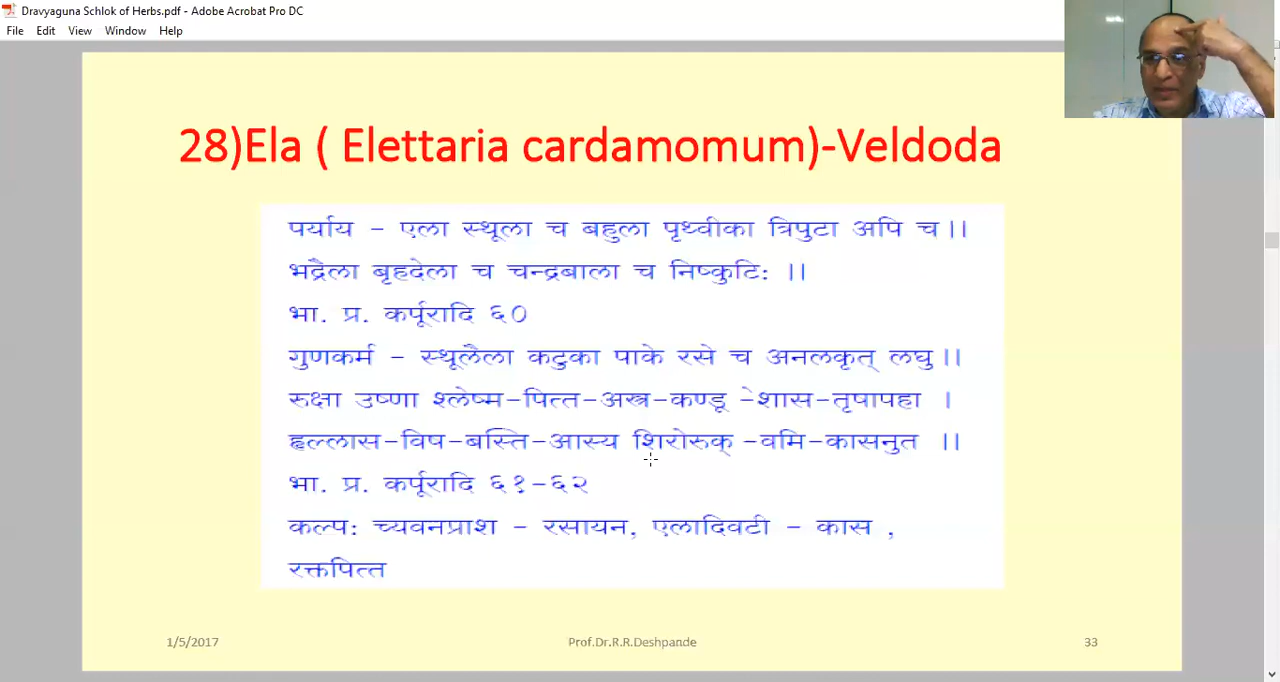 Dravyaguna Schlok of Herbs.pdf - Adobe Acrobat Pro DC
File Edit View Window Help
28)Ela ( Elettaria cardamomum)-Veldoda
पर्याय - एला स्थूला च बहुला पृथ्वीका त्रिपुटा अपि च।।
भद्रैला बृहदेला च चन्द्रबाला च निष्कुटिः ।।
भा. प्र. कर्पूरादि ६०
गुणकर्म - स्थूलैला कटुका पाके रसे च अनलकृत् लघु।।
रुक्षा उष्णा श्लेष्म-पित्त-अस्त्र-कण्डू -शास-तृषापहा ।
हृल्लास-विष-बस्ति-आस्य शिरोरुक् -वमि-कासनुत ।।
भा. प्र. कर्पूरादि ६१-६२
कल्पः च्यवनप्राश - रसायन, एलादिवटी - कास ,
रक्तपित्त
1/5/2017 Prof.Dr.R.R.Deshpande 33